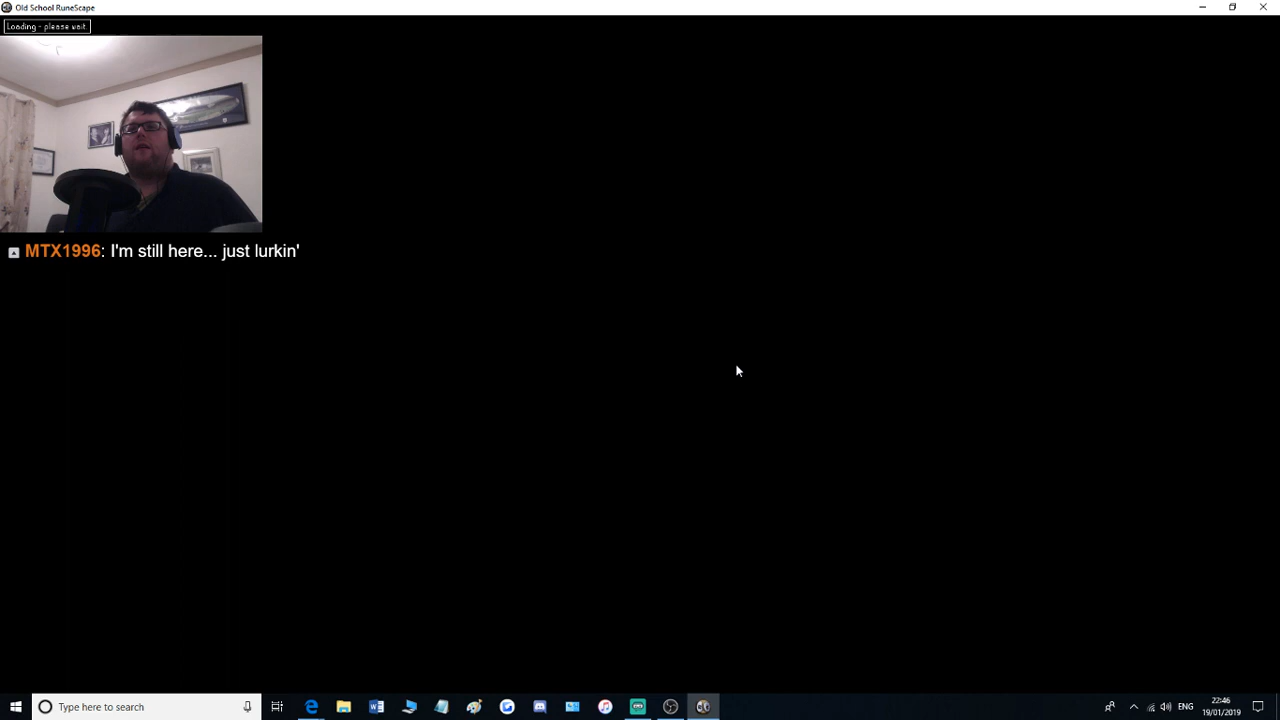 Old School RuneScape
Loading - please wait.
MTX1996: I'm still here... just lurkin'
Type here to search
ENG
22:46
19/01/2019